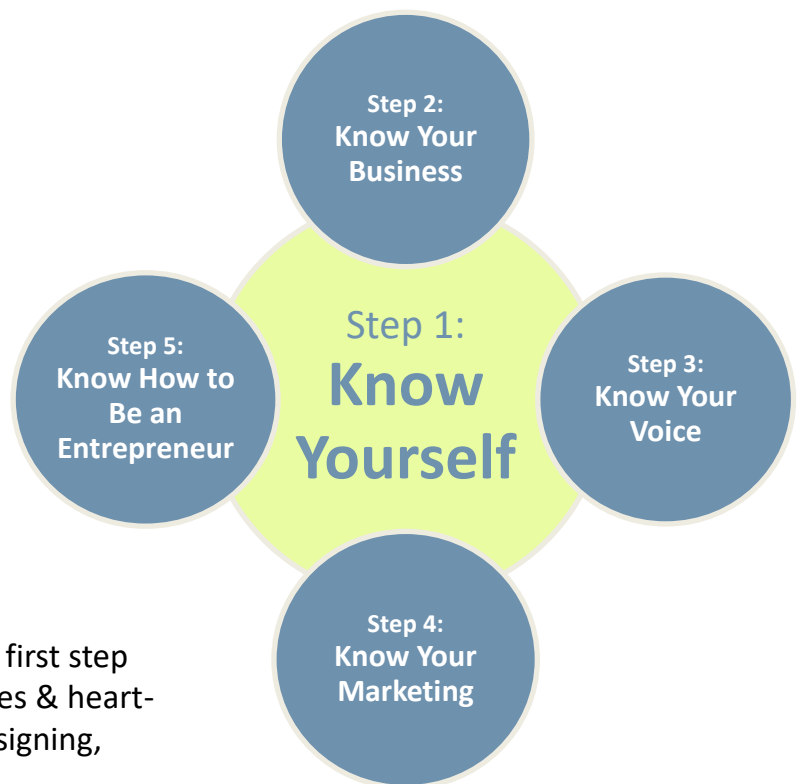 Step 1:
Know
Yourself
Step 2:
Know Your
Business
Step 3:
Know Your
Voice
Step 4:
Know Your
Marketing
Step 5:
Know How to
Be an
Entrepreneur
first step
es & heart-
signing,